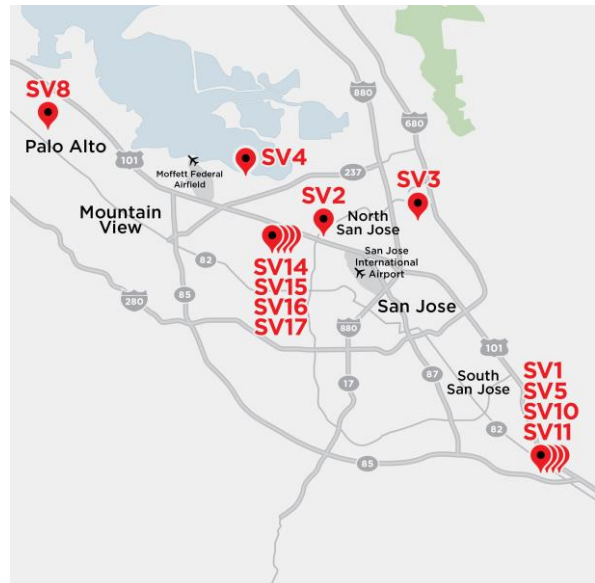 SV8
Palo Alto
101
Moffett Federal
Airfield
SV4
880
680
237
SV3
SV2
North
San Jose
Mountain
View
82
SV14
SV15
SV16
SV17
San Jose
International
Airport
San Jose
280
85
880
17
87
101
South
San Jose
82
SV1
SV5
SV10
SV11
85